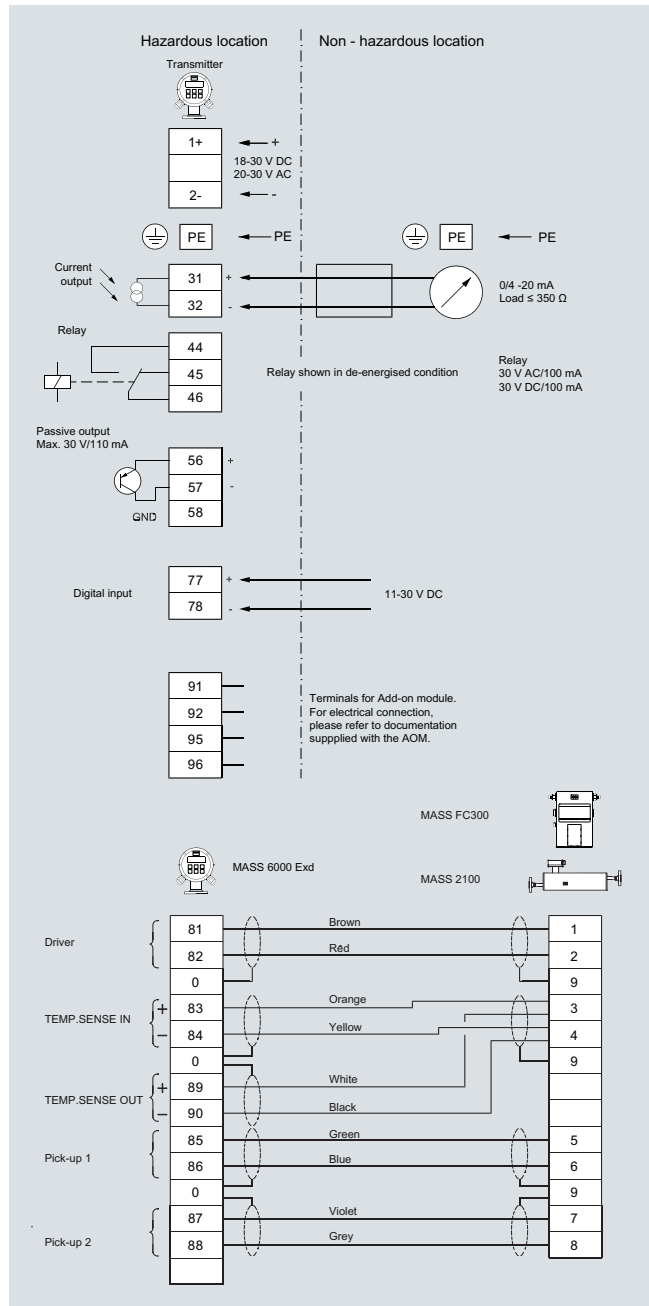 Hazardous location
Non - hazardous location
Transmitter
1+
+
18-30 V DC
20-30 V AC
2-
-
PE
PE
PE
PE
Current
output
31
+
32
-
0/4 -20 mA
Load ≤ 350 Ω
Relay
44
45
46
Relay shown in de-energised condition
Relay
30 V AC/100 mA
30 V DC/100 mA
Passive output
Max. 30 V/110 mA
56
+
57
-
GND
58
Digital input
77
+
78
-
11-30 V DC
91
92
95
96
Terminals for Add-on module.
For electrical connection,
please refer to documentation
suppplied with the AOM.
MASS FC300
MASS 6000 Exd
MASS 2100
Driver
81
Brown
1
82
Red
2
0
9
TEMP.SENSE IN
+
83
Orange
3
−
84
Yellow
4
0
9
TEMP.SENSE OUT
+
89
White
−
90
Black
Pick-up 1
85
Green
5
86
Blue
6
0
9
Pick-up 2
87
Violet
7
88
Grey
8